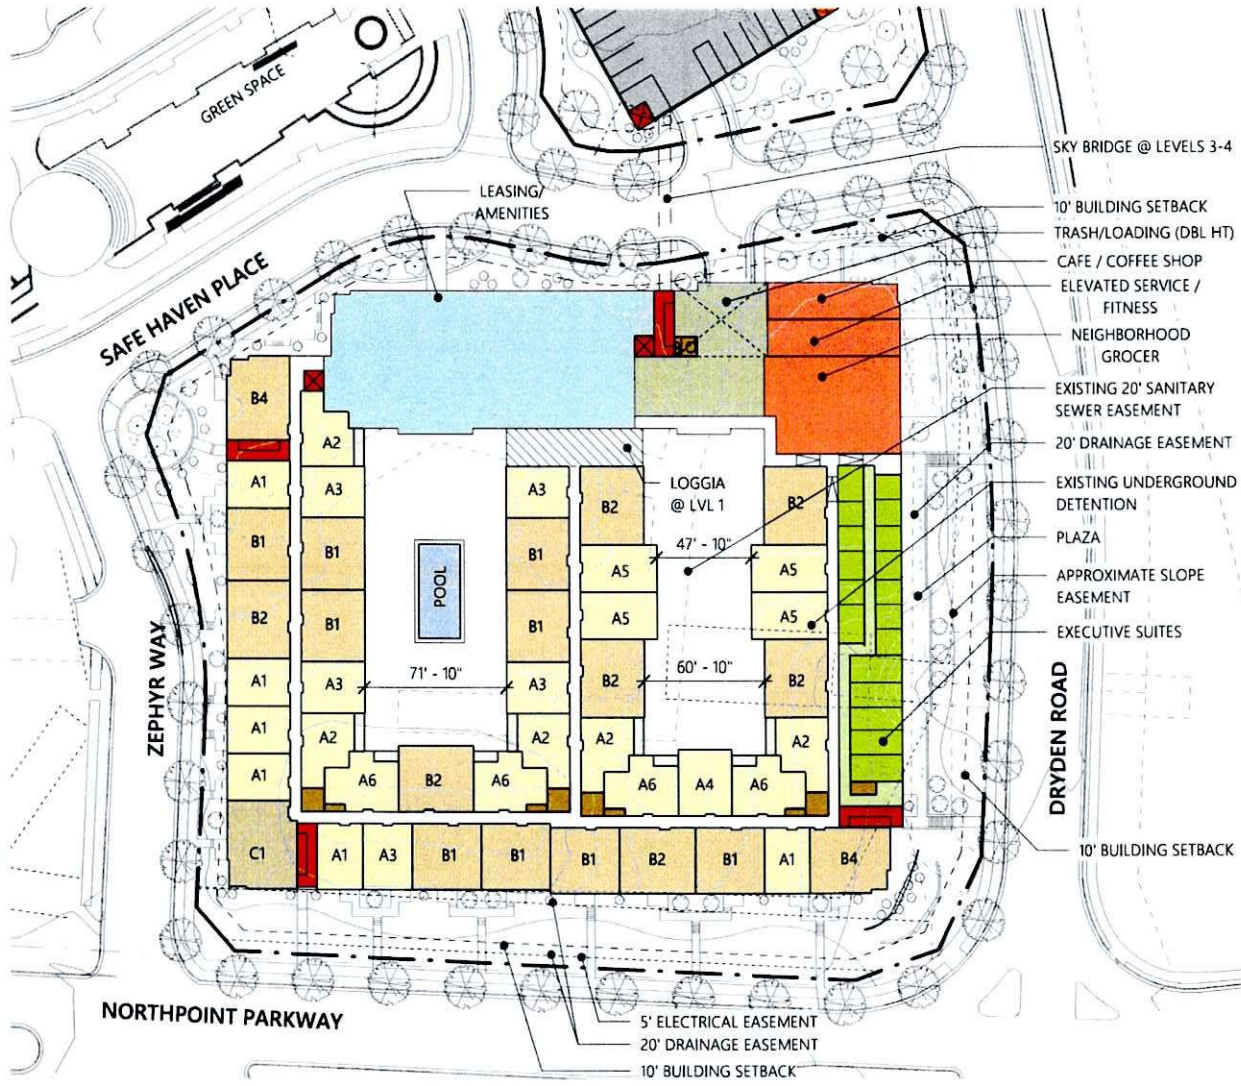 GREEN SPACE
LEASING/
AMENITIES
SKY BRIDGE @ LEVELS 3-4
10' BUILDING SETBACK
TRASH/LOADING (DBL HT)
CAFE / COFFEE SHOP
ELEVATED SERVICE /
FITNESS
NEIGHBORHOOD
GROCER
EXISTING 20' SANITARY
SEWER EASEMENT
20' DRAINAGE EASEMENT
EXISTING UNDERGROUND
DETENTION
PLAZA
APPROXIMATE SLOPE
EASEMENT
EXECUTIVE SUITES
10' BUILDING SETBACK
SAFE HAVEN PLACE
ZEPHYR WAY
DRYDEN ROAD
NORTHPOINT PARKWAY
B4
A1
B1
B2
A1
A1
A1
C1
A2
A3
B1
B1
A3
A2
A6
B2
A6
POOL
71' - 10"
A3
B1
B1
A3
A2
LOGGIA
@ LVL 1
B2
A5
A5
B2
A2
A6
A4
A6
47' - 10"
60' - 10"
B2
A5
A5
B2
A2
A1
A3
B1
B1
B1
B2
B1
A1
B4
5' ELECTRICAL EASEMENT
20' DRAINAGE EASEMENT
10' BUILDING SETBACK